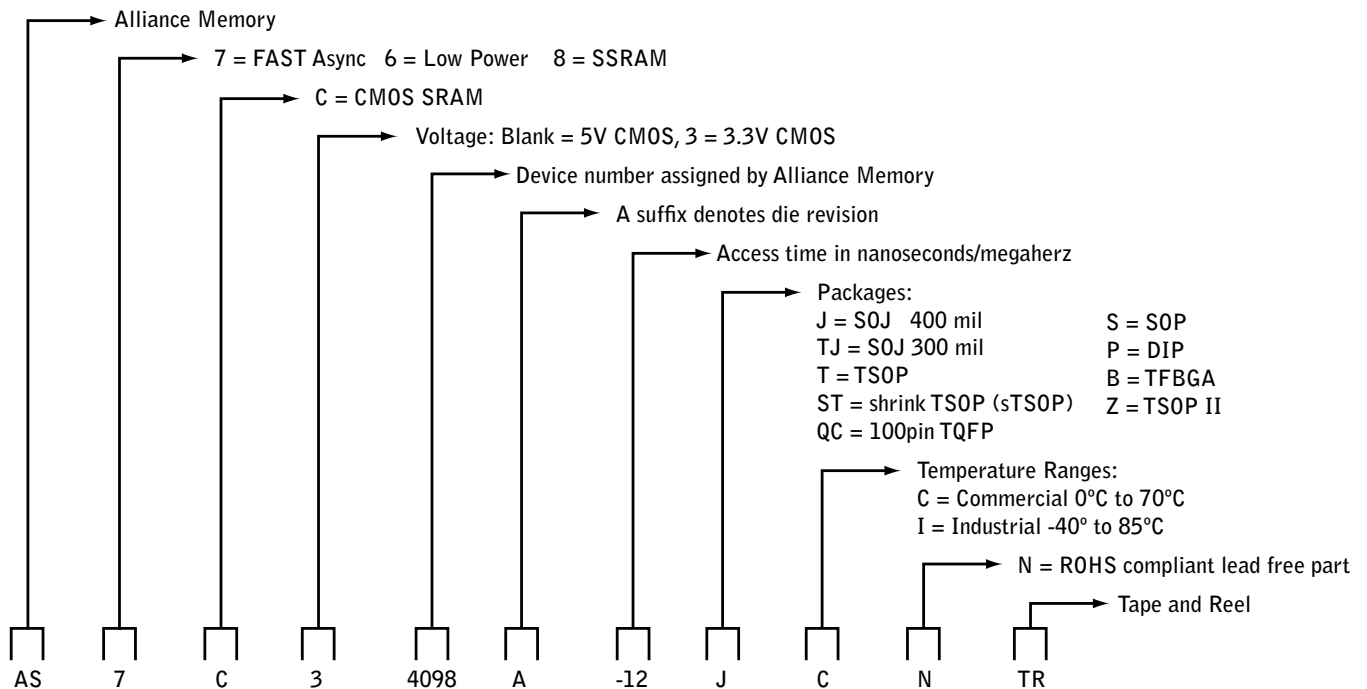 Alliance Memory
7 = FAST Async 6 = Low Power 8 = SSRAM
C = CMOS SRAM
Voltage: Blank = 5V CMOS, 3 = 3.3V CMOS
Device number assigned by Alliance Memory
A suffix denotes die revision
Access time in nanoseconds/megaherz
Packages:
J = SOJ 400 mil
TJ = SOJ 300 mil
T = TSOP
ST = shrink TSOP (sTSOP)
QC = 100pin TQFP
S = SOP
P = DIP
B = TFBGA
Z = TSOP II
Temperature Ranges:
C = Commercial 0ºC to 70ºC
I = Industrial -40º to 85ºC
N = ROHS compliant lead free part
Tape and Reel
AS 7 C 3 4098 A -12 J C N TR